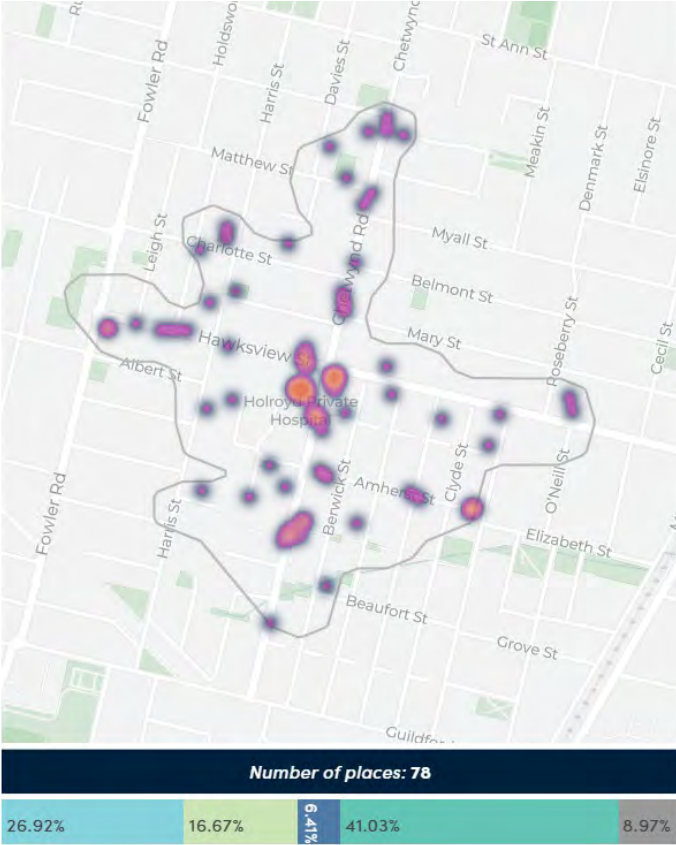 Ru
Holdswo
Chetwynd
St Ann St
Fowler Rd
Harris St
Davies St
Meakin St
Denmark St
Elsinore St
Matthew St
Leigh St
Charlotte St
Chetwynd Rd
Myall St
Belmont St
Roseberry St
Mary St
Cecil St
Hawksview St
Albert St
Holroyd Private
Hospital
Amherst St
Clyde St
O'Neill St
Berwick St
Fowler Rd
Harris St
Elizabeth St
Beaufort St
Grove St
Guildfor
Number of places: 78
26.92%
16.67%
6.41%
41.03%
8.97%